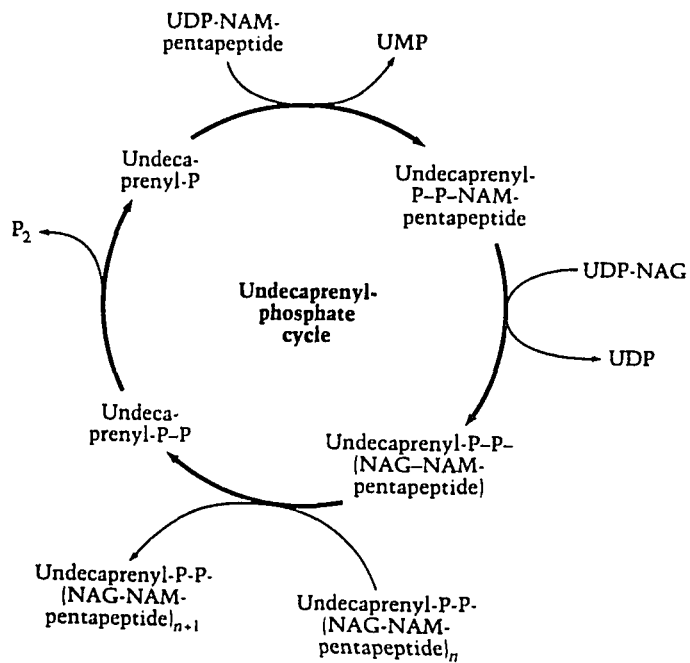 UDP-NAM-
pentapeptide
UMP
Undeca-
prenyl-P
Undecaprenyl-
P–P–NAM-
pentapeptide
P₂
UDP-NAG
Undecaprenyl-
phosphate
cycle
UDP
Undeca-
prenyl-P–P
Undecaprenyl-P–P–
(NAG–NAM-
pentapeptide)
Undecaprenyl-P-P-
(NAG-NAM-
pentapeptide)ₙ₊₁
Undecaprenyl-P-P-
(NAG-NAM-
pentapeptide)ₙ